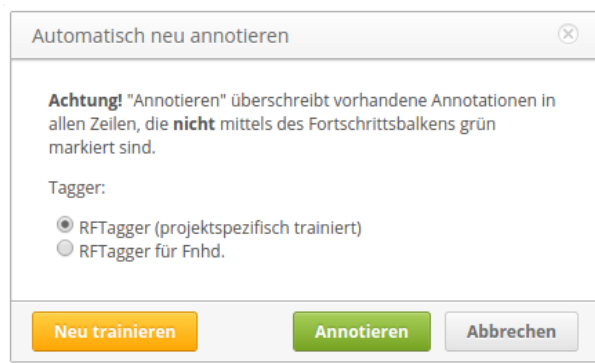 Automatisch neu annotieren
Achtung! "Annotieren" überschreibt vorhandene Annotationen in
allen Zeilen, die nicht mittels des Fortschrittsbalkens grün
markiert sind.
Tagger:
RFTagger (projektspezifisch trainiert)
RFTagger für Fnhd.
Neu trainieren Annotieren Abbrechen